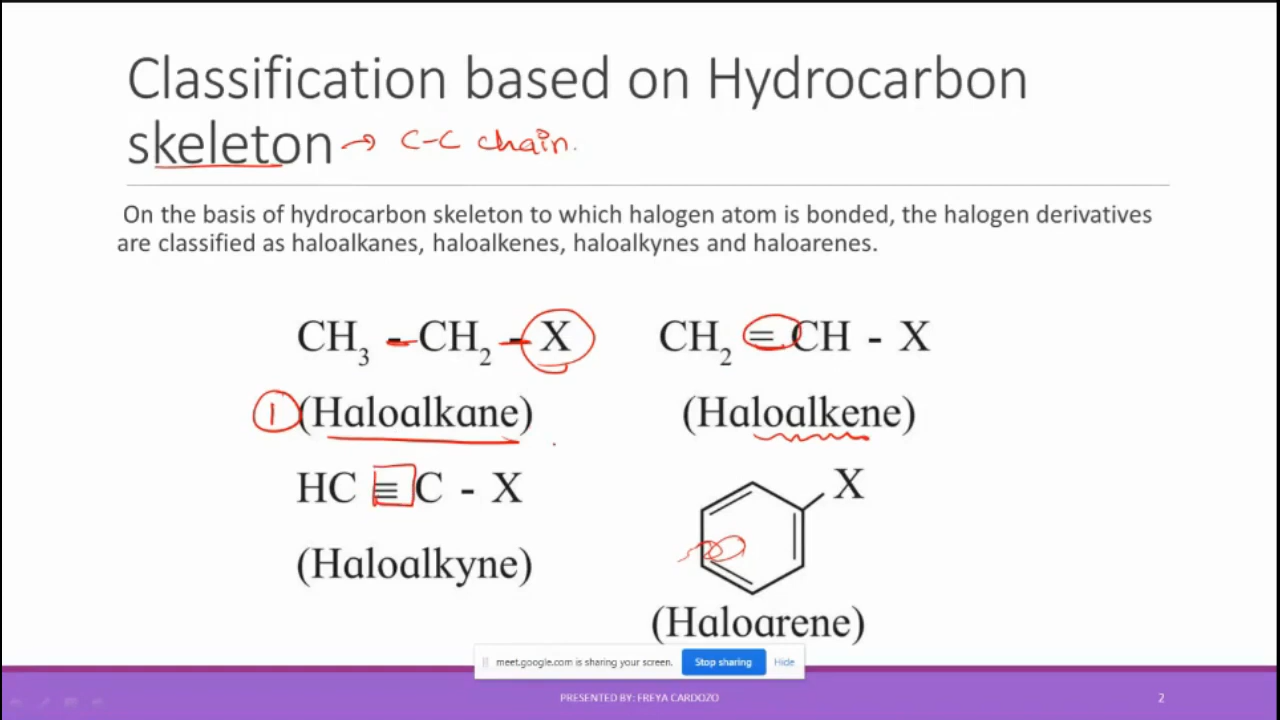 Classification based on Hydrocarbon
skeleton → C-C chain.
On the basis of hydrocarbon skeleton to which halogen atom is bonded, the halogen derivatives
are classified as haloalkanes, haloalkenes, haloalkynes and haloarenes.
CH₃ - CH₂ - X
CH₂ = CH - X
1 (Haloalkane)
(Haloalkene)
HC ≡ C - X
X
(Haloalkyne)
(Haloarene)
meet.google.com is sharing your screen. Stop sharing Hide
PRESENTED BY: FREYA CARDOZO 2